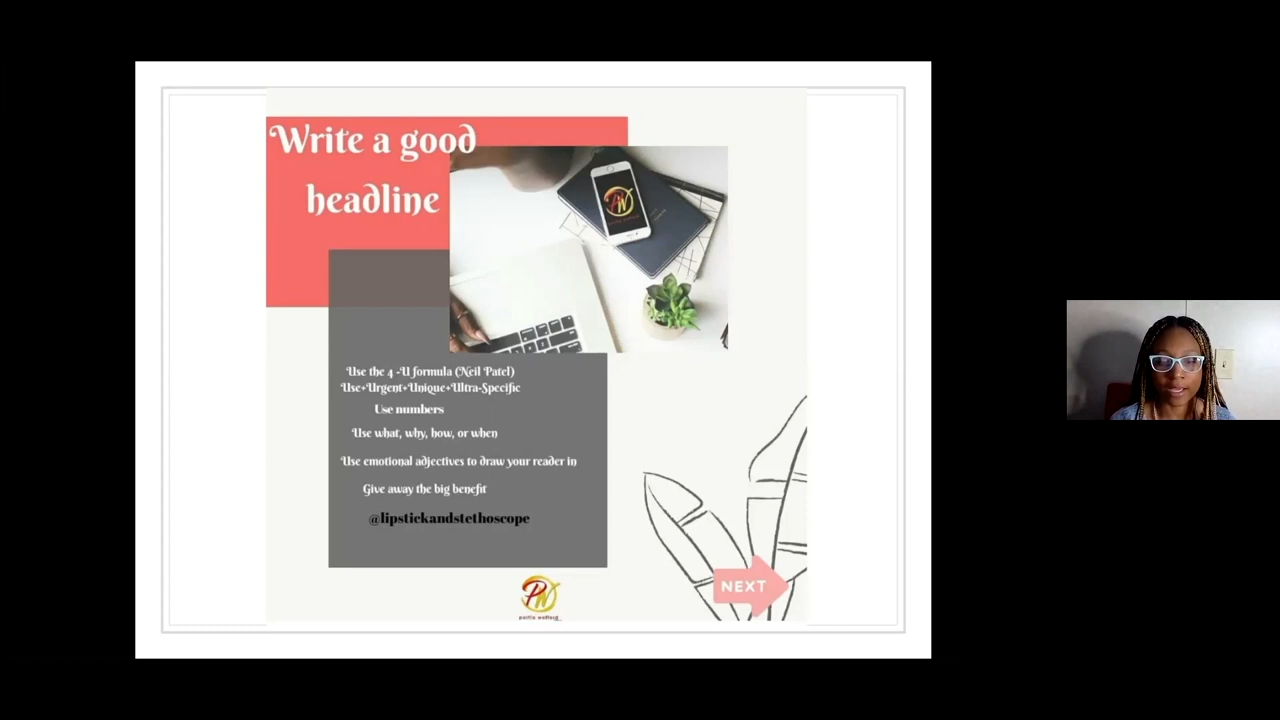 Write a good
headline
Use the 4 -U formula (Neil Patel)
Use+Urgent+Unique+Ultra-Specific
Use numbers
Use what, why, how, or when
Use emotional adjectives to draw your reader in
Give away the big benefit
@lipstickandstethoscope
NEXT
PW